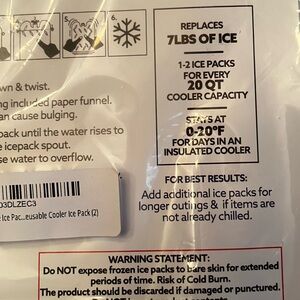 5.
6.
REPLACES
7LBS OF ICE
1-2 ICE PACKS
FOR EVERY
20 QT
COOLER CAPACITY
STAYS AT
0-20°F
FOR DAYS IN AN
INSULATED COOLER
wn & twist.
ng included paper funnel.
an cause bulging.
pack until the water rises to
e icepack spout.
se water to overflow.
03DLZEC3
e Ice Pac...eusable Cooler Ice Pack (2)
FOR BEST RESULTS:
Add additional ice packs for
longer outings & if items are
not already chilled.
WARNING STATEMENT:
Do NOT expose frozen ice packs to bare skin for extended
periods of time. Risk of Cold Burn.
The product should be discarded if damaged or punctured.